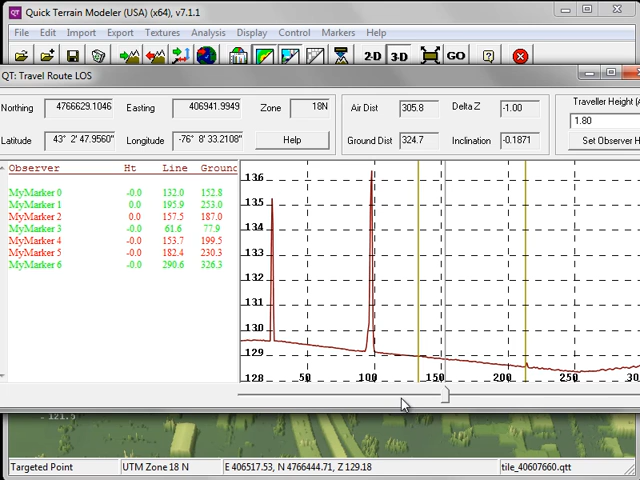 QT Quick Terrain Modeler (USA) (x64), v7.1.1
File Edit Import Export Textures Analysis Display Control Markers Help
2-D 3-D GO
QT: Travel Route LOS
Northing 4766629.1046 Easting 406941.9949 Zone 18N Air Dist 305.8 Delta Z -1.00 Traveller Height (
1.80
Latitude 43° 2' 47.9560" Longitude -76° 8' 33.2108" Help Ground Dist 324.7 Inclination -0.1871 Set Observer H
Observer Ht Line Ground
MyMarker 0 -0.0 132.0 152.8
MyMarker 1 0.0 195.9 253.0
MyMarker 2 0.0 157.5 187.0
MyMarker 3 -0.0 61.6 77.9
MyMarker 4 -0.0 153.7 199.5
MyMarker 5 -0.0 182.4 230.3
MyMarker 6 -0.0 290.6 326.3
136
135
134
133
132
131
130
129
128
50 100 150 200 250 30
121.5
Targeted Point UTM Zone 18 N E 406517.53, N 4766444.71, Z 129.18 tile_40607660.qtt